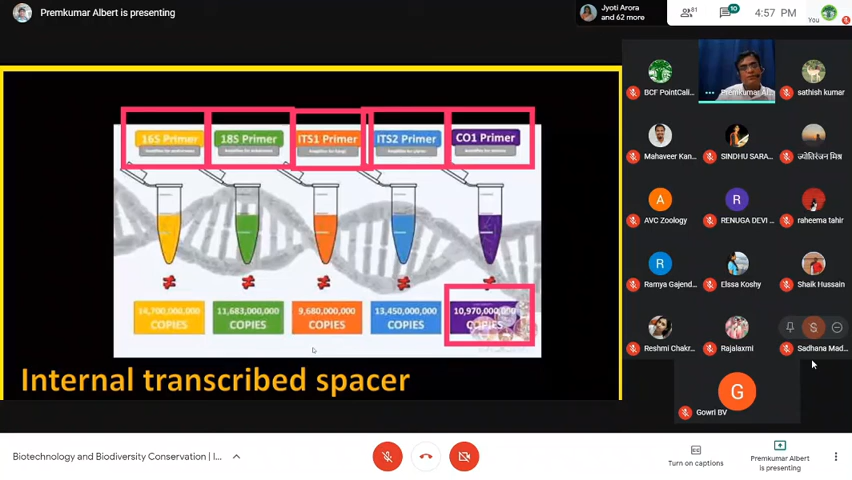 Premkumar Albert is presenting
Jyoti Arora
and 62 more
81
10
4:57 PM
You
16S Primer
18S Primer
ITS1 Primer
ITS2 Primer
CO1 Primer
≠ ≠ ≠ ≠ ≠
14,700,000,000
COPIES
11,683,000,000
COPIES
9,680,000,000
COPIES
13,450,000,000
COPIES
10,970,000,000
COPIES
Internal transcribed spacer
BCF PointCali...
Premkumar Al...
sathish kumar
Mahaveer Kan...
SINDHU SARA...
ज्योतिरंजन मिश्र
A
AVC Zoology
R
RENUGA DEVI ...
raheema tahir
R
Ramya Gajend...
Elssa Koshy
Shaik Hussain
Reshmi Chakr...
Rajalaxmi
S
Sadhana Mad...
G
Gowri BV
Biotechnology and Biodiversity Conservation | I...
Turn on captions
Premkumar Albert
is presenting